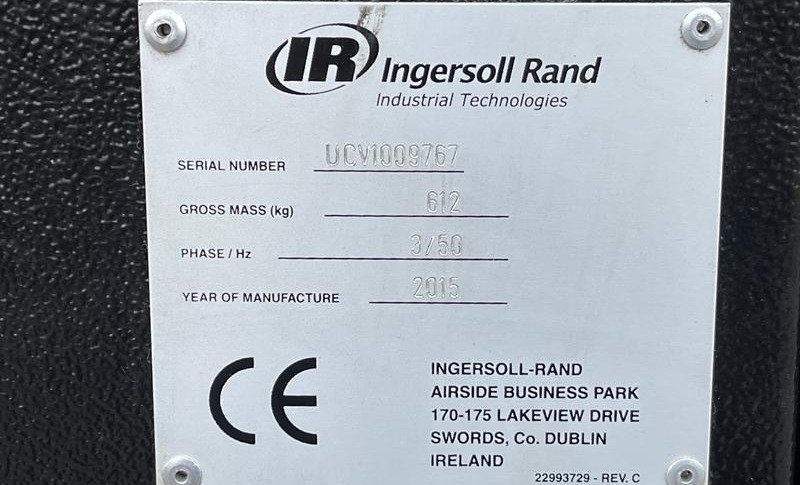 IR Ingersoll Rand
Industrial Technologies
SERIAL NUMBER UCV1009767
GROSS MASS (kg) 612
PHASE / Hz 3/50
YEAR OF MANUFACTURE 2015
CE
INGERSOLL-RAND
AIRSIDE BUSINESS PARK
170-175 LAKEVIEW DRIVE
SWORDS, Co. DUBLIN
IRELAND
22993729 - REV. C